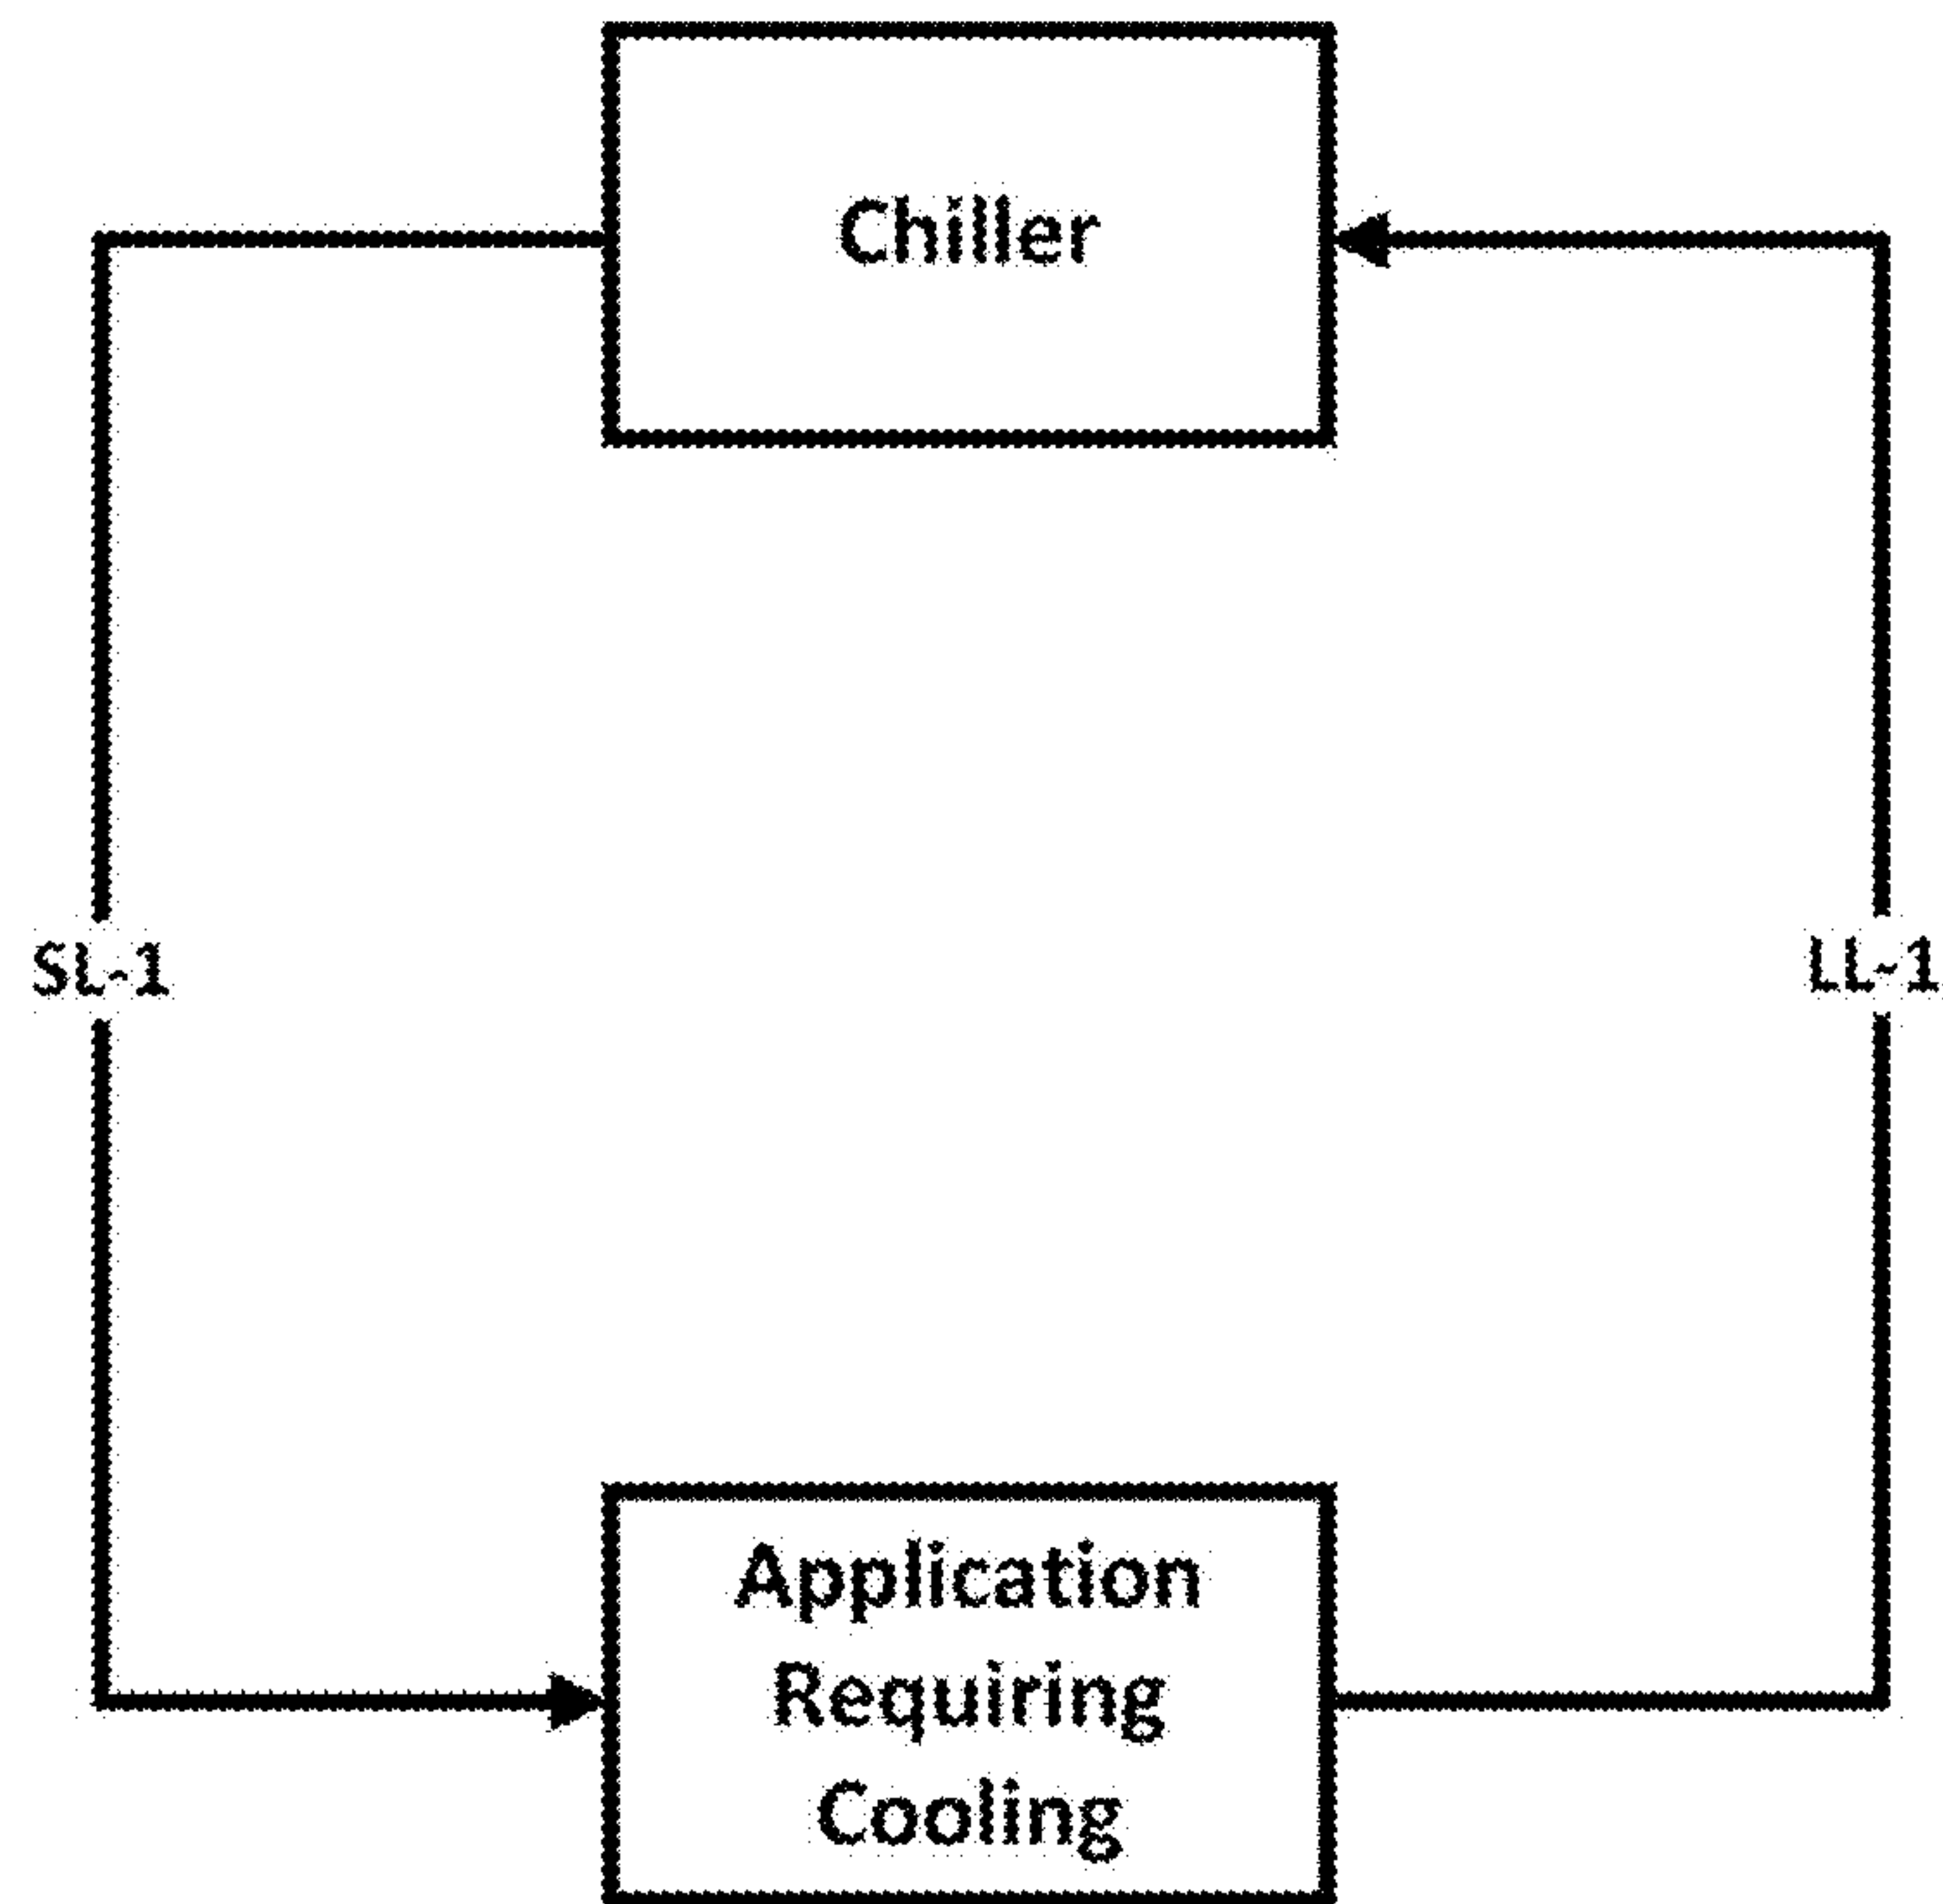 Chiller
SL-1
LL-1
Application
Requiring
Cooling